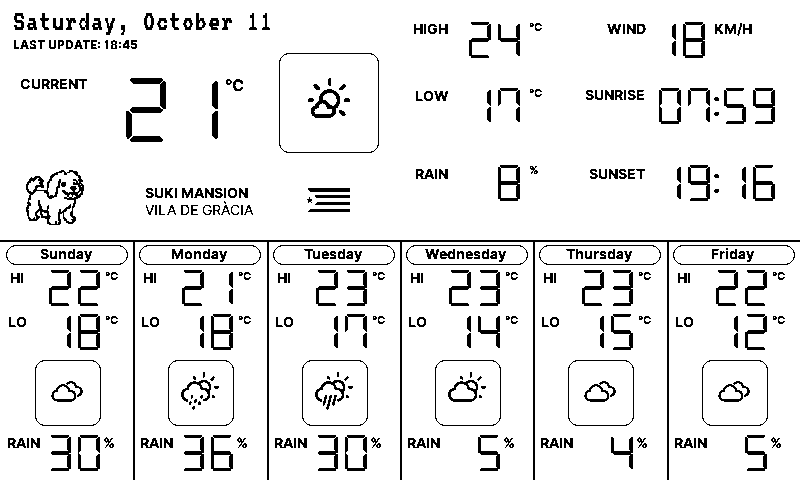 Saturday, October 11
LAST UPDATE: 18:45
CURRENT 21 °C
HIGH 24 °C
WIND 18 KM/H
LOW 17 °C
SUNRISE 07:59
RAIN 8 %
SUNSET 19:16
SUKI MANSION
VILA DE GRÀCIA
Sunday
HI 22 °C
LO 18 °C
RAIN 30 %
Monday
HI 21 °C
LO 18 °C
RAIN 36 %
Tuesday
HI 23 °C
LO 17 °C
RAIN 30 %
Wednesday
HI 23 °C
LO 14 °C
RAIN 5 %
Thursday
HI 23 °C
LO 15 °C
RAIN 4 %
Friday
HI 22 °C
LO 12 °C
RAIN 5 %